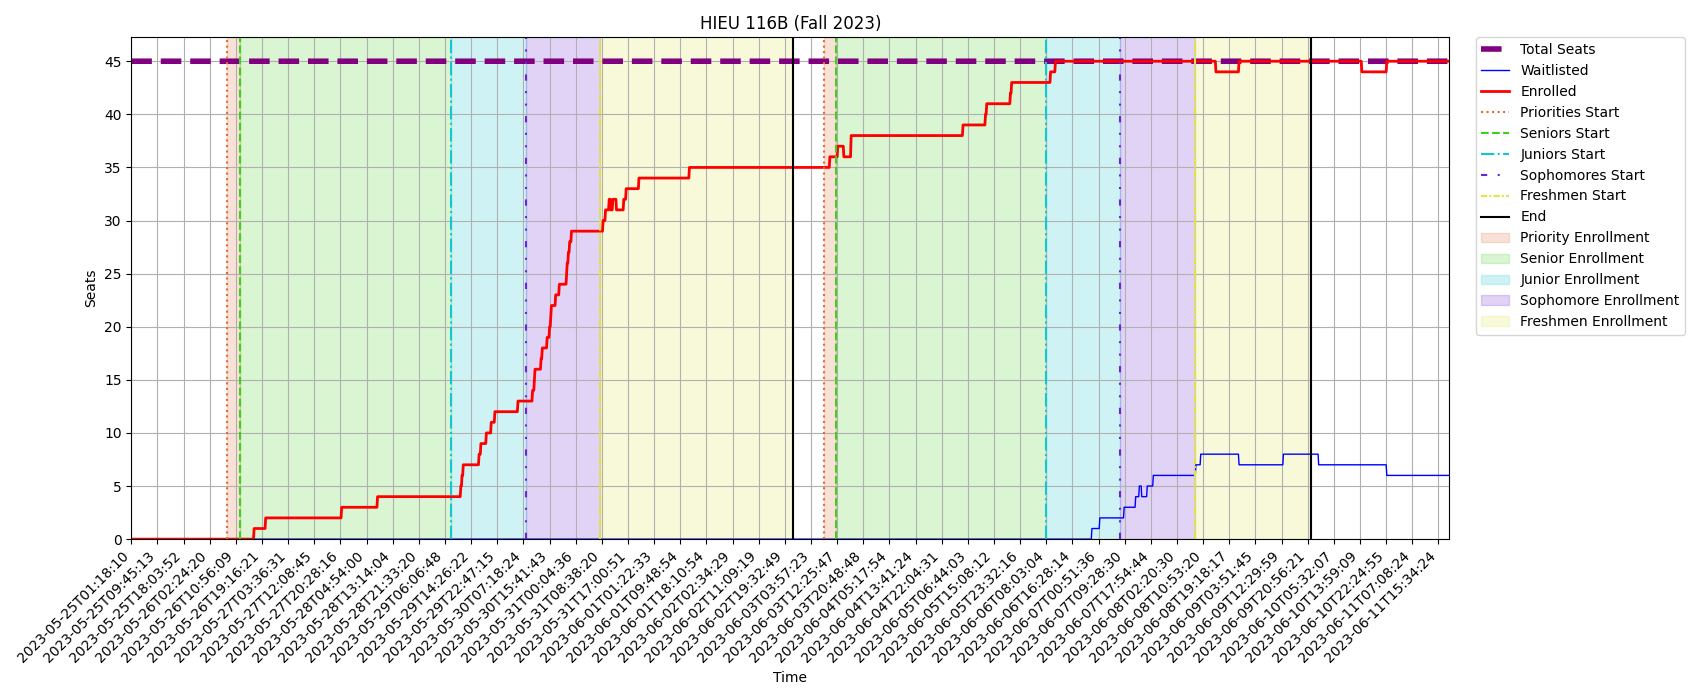 HIEU 116B (Fall 2023)
Seats
45
40
35
30
25
20
15
10
5
0
2023-05-25T01:18:10
2023-05-25T09:45:13
2023-05-25T18:03:52
2023-05-26T02:24:20
2023-05-26T10:56:09
2023-05-26T19:16:21
2023-05-27T03:36:31
2023-05-27T12:08:45
2023-05-27T20:28:16
2023-05-28T04:54:00
2023-05-28T13:14:04
2023-05-28T21:33:20
2023-05-29T06:06:48
2023-05-29T14:26:22
2023-05-29T22:47:15
2023-05-30T07:18:24
2023-05-30T15:41:43
2023-05-31T00:04:36
2023-05-31T08:38:20
2023-05-31T17:00:51
2023-06-01T01:22:33
2023-06-01T09:48:54
2023-06-01T18:10:54
2023-06-02T02:34:29
2023-06-02T11:09:19
2023-06-02T19:32:49
2023-06-03T03:57:23
2023-06-03T12:25:47
2023-06-03T20:48:48
2023-06-04T05:17:54
2023-06-04T13:41:24
2023-06-04T22:04:31
2023-06-05T06:44:03
2023-06-05T15:08:12
2023-06-05T23:32:16
2023-06-06T08:03:04
2023-06-06T16:28:14
2023-06-07T00:51:36
2023-06-07T09:28:30
2023-06-07T17:54:44
2023-06-08T02:20:30
2023-06-08T10:53:20
2023-06-08T19:18:17
2023-06-09T03:51:45
2023-06-09T12:29:59
2023-06-09T20:56:21
2023-06-10T05:32:07
2023-06-10T13:59:09
2023-06-10T22:24:55
2023-06-11T07:08:24
2023-06-11T15:34:24
Time
Total Seats
Waitlisted
Enrolled
Priorities Start
Seniors Start
Juniors Start
Sophomores Start
Freshmen Start
End
Priority Enrollment
Senior Enrollment
Junior Enrollment
Sophomore Enrollment
Freshmen Enrollment